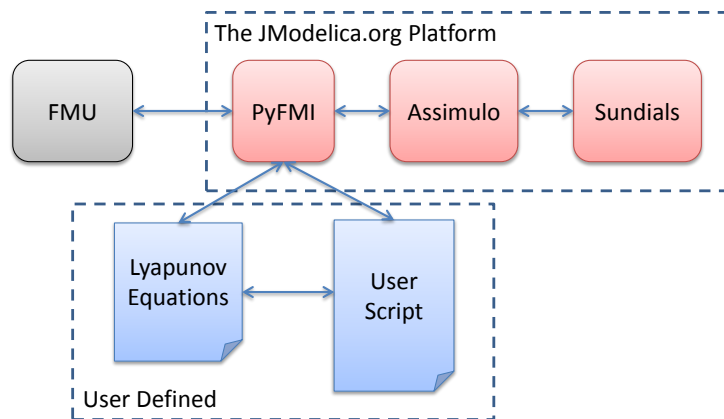 The JModelica.org Platform
FMU
PyFMI
Assimulo
Sundials
Lyapunov
Equations
User
Script
User Defined